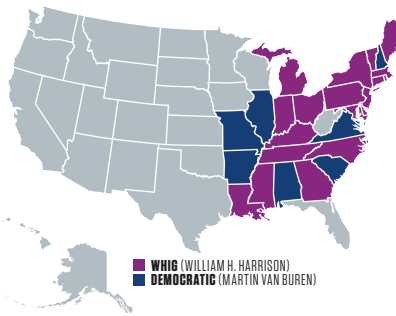 WHIG (WILLIAM H. HARRISON)
DEMOCRATIC (MARTIN VAN BUREN)